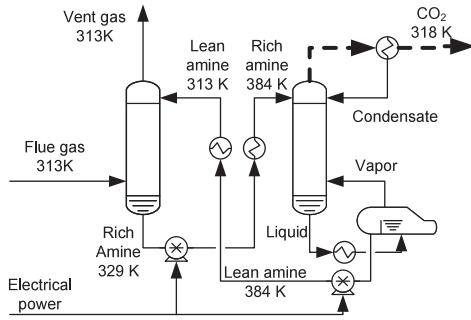 Vent gas
313K
Lean
amine
313 K
Rich
amine
384 K
CO2
318 K
Condensate
Flue gas
313K
Vapor
Liquid
Rich
Amine
329 K
Lean amine
384 K
Electrical
power